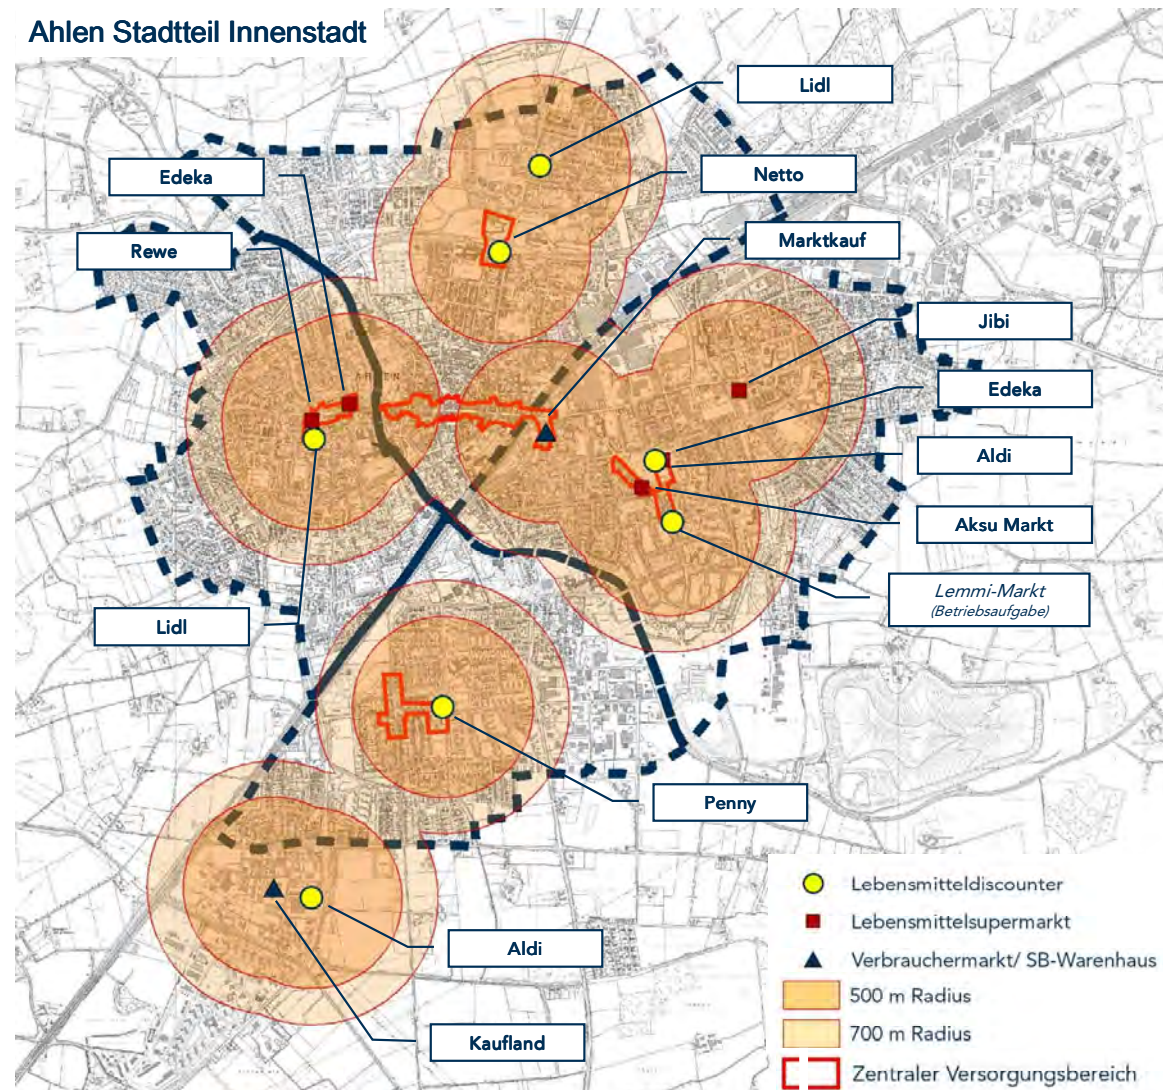 Ahlen Stadtteil Innenstadt
Lidl
Edeka
Netto
Rewe
Marktkauf
Jibi
Edeka
Aldi
Aksu Markt
Lemmi-Markt
(Betriebsaufgabe)
Lidl
Penny
Aldi
Kaufland
Lebensmitteldiscounter
Lebensmittelsupermarkt
Verbrauchermarkt/ SB-Warenhaus
500 m Radius
700 m Radius
Zentraler Versorgungsbereich